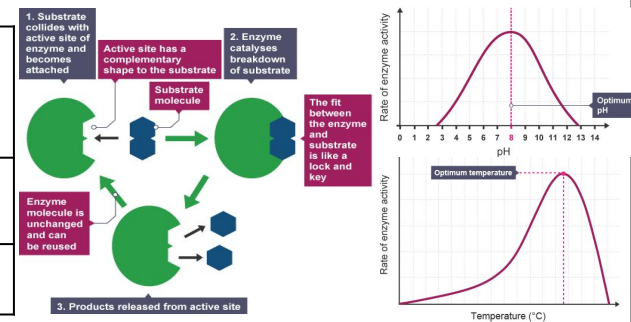 1. Substrate
collides with
active site of
enzyme and
becomes
attached
Active site has a
complementary
shape to the substrate
Substrate
molecule
2. Enzyme
catalyses
breakdown
of substrate
The fit
between
the enzyme
and
substrate
is like a
lock and
key
Enzyme
molecule is
unchanged
and can
be reused
3. Products released from active site
Rate of enzyme activity
Optimum
pH
0 1 2 3 4 5 6 7 8 9 10 11 12 13 14
pH
Rate of enzyme activity
Optimum temperature
Temperature (°C)